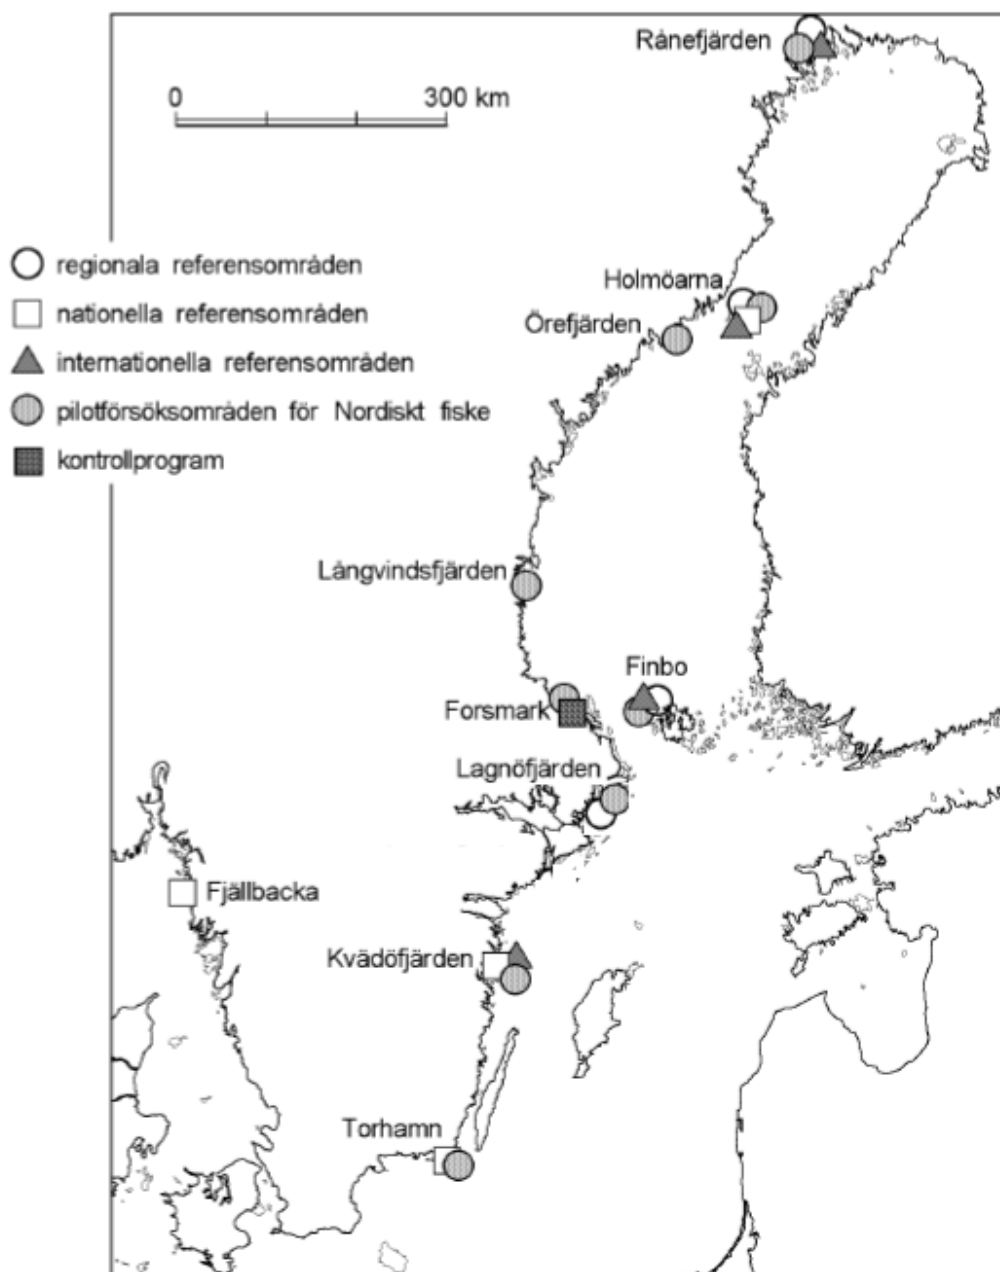 Rånefjärden
0 300 km
regionala referensområden
nationella referensområden
internationella referensområden
pilotförsöksområden för Nordiskt fiske
kontrollprogram
Holmöarna
Örefjärden
Långvindsfjärden
Finbo
Forsmark
Lagnöfjärden
Fjällbacka
Kvädöfjärden
Torhamn